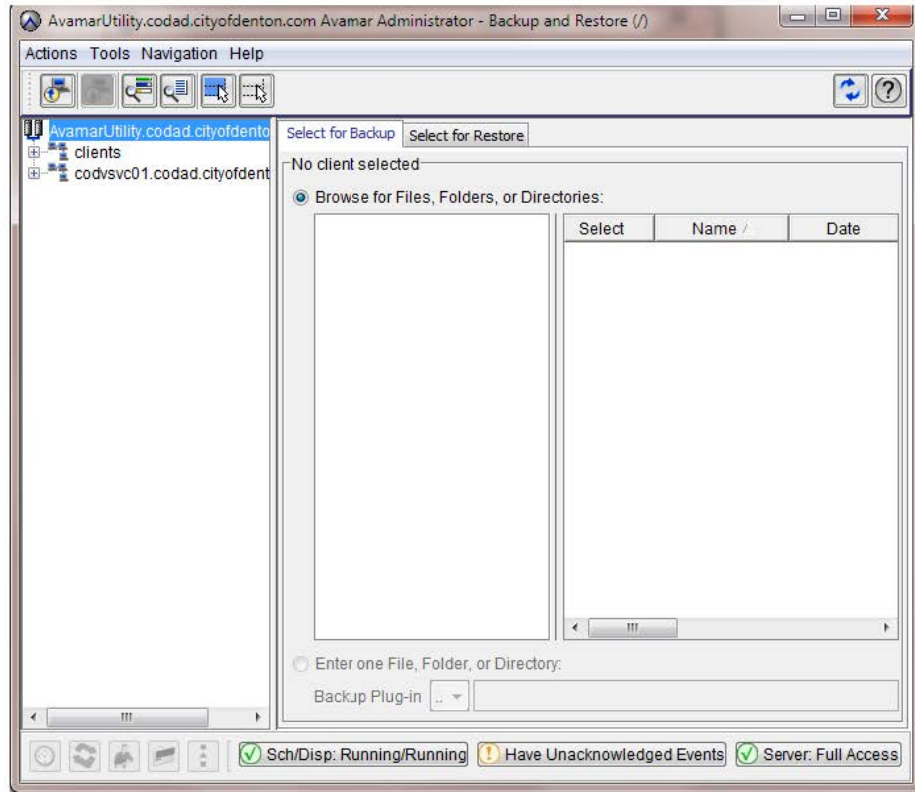 AvamarUtility.codad.cityofdenton.com Avamar Administrator - Backup and Restore (/)
Actions Tools Navigation Help
AvamarUtility.codad.cityofdento
clients
codvsvc01.codad.cityofdent
Select for Backup Select for Restore
No client selected
Browse for Files, Folders, or Directories:
Select Name / Date
Enter one File, Folder, or Directory:
Backup Plug-in ..
Sch/Disp: Running/Running Have Unacknowledged Events Server: Full Access